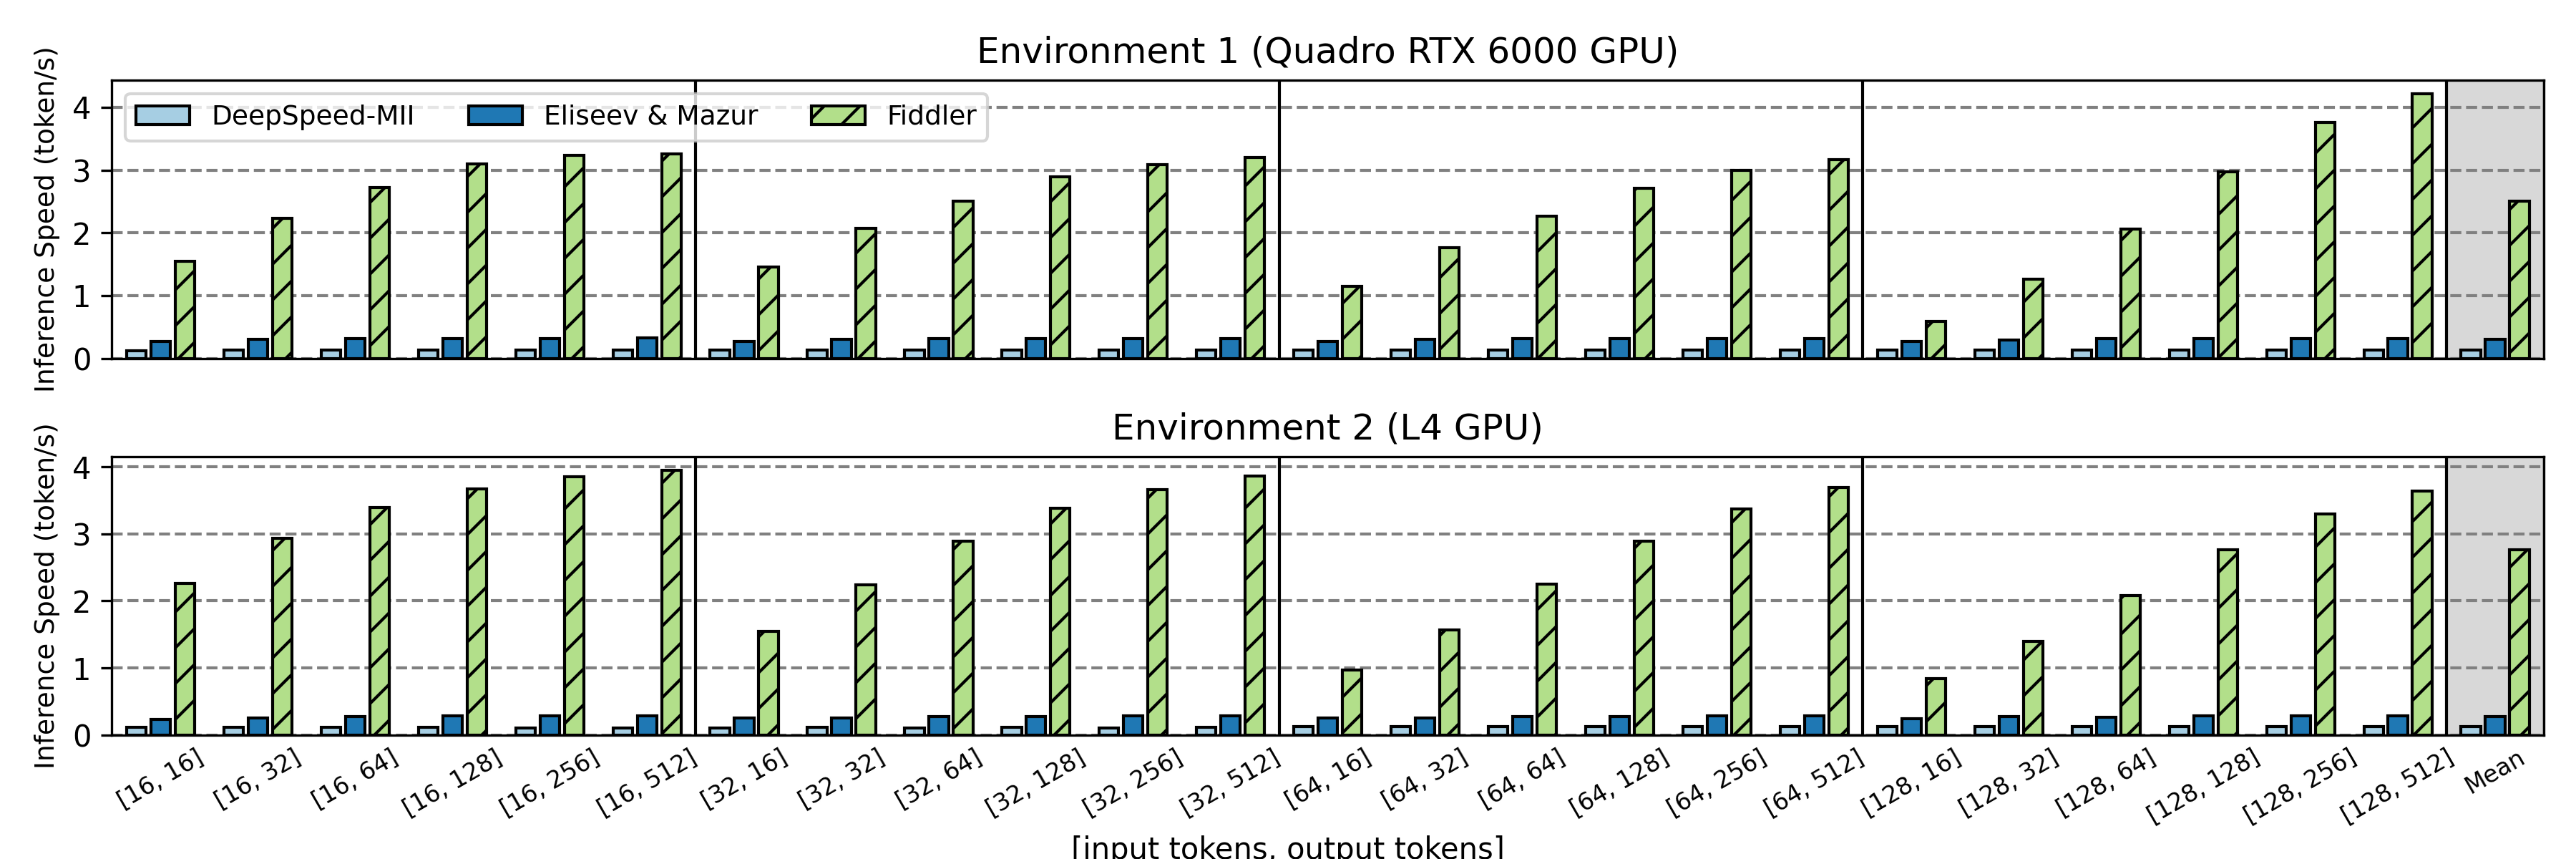 Environment 1 (Quadro RTX 6000 GPU)
Inference Speed (token/s)
4
3
2
1
0
DeepSpeed-MII Eliseev & Mazur Fiddler
Environment 2 (L4 GPU)
Inference Speed (token/s)
4
3
2
1
0
[16, 16] [16, 32] [16, 64] [16, 128] [16, 256] [16, 512] [32, 16] [32, 32] [32, 64] [32, 128] [32, 256] [32, 512] [64, 16] [64, 32] [64, 64] [64, 128] [64, 256] [64, 512] [128, 16] [128, 32] [128, 64] [128, 128] [128, 256] [128, 512] Mean
[input tokens, output tokens]